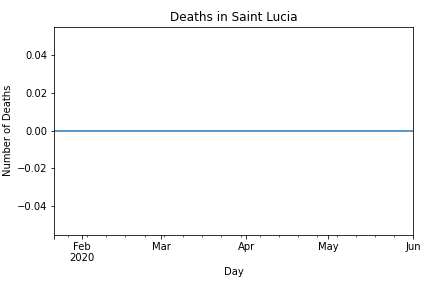 Deaths in Saint Lucia
0.04
0.02
0.00
−0.02
−0.04
Number of Deaths
Feb
2020
Mar
Apr
May
Jun
Day